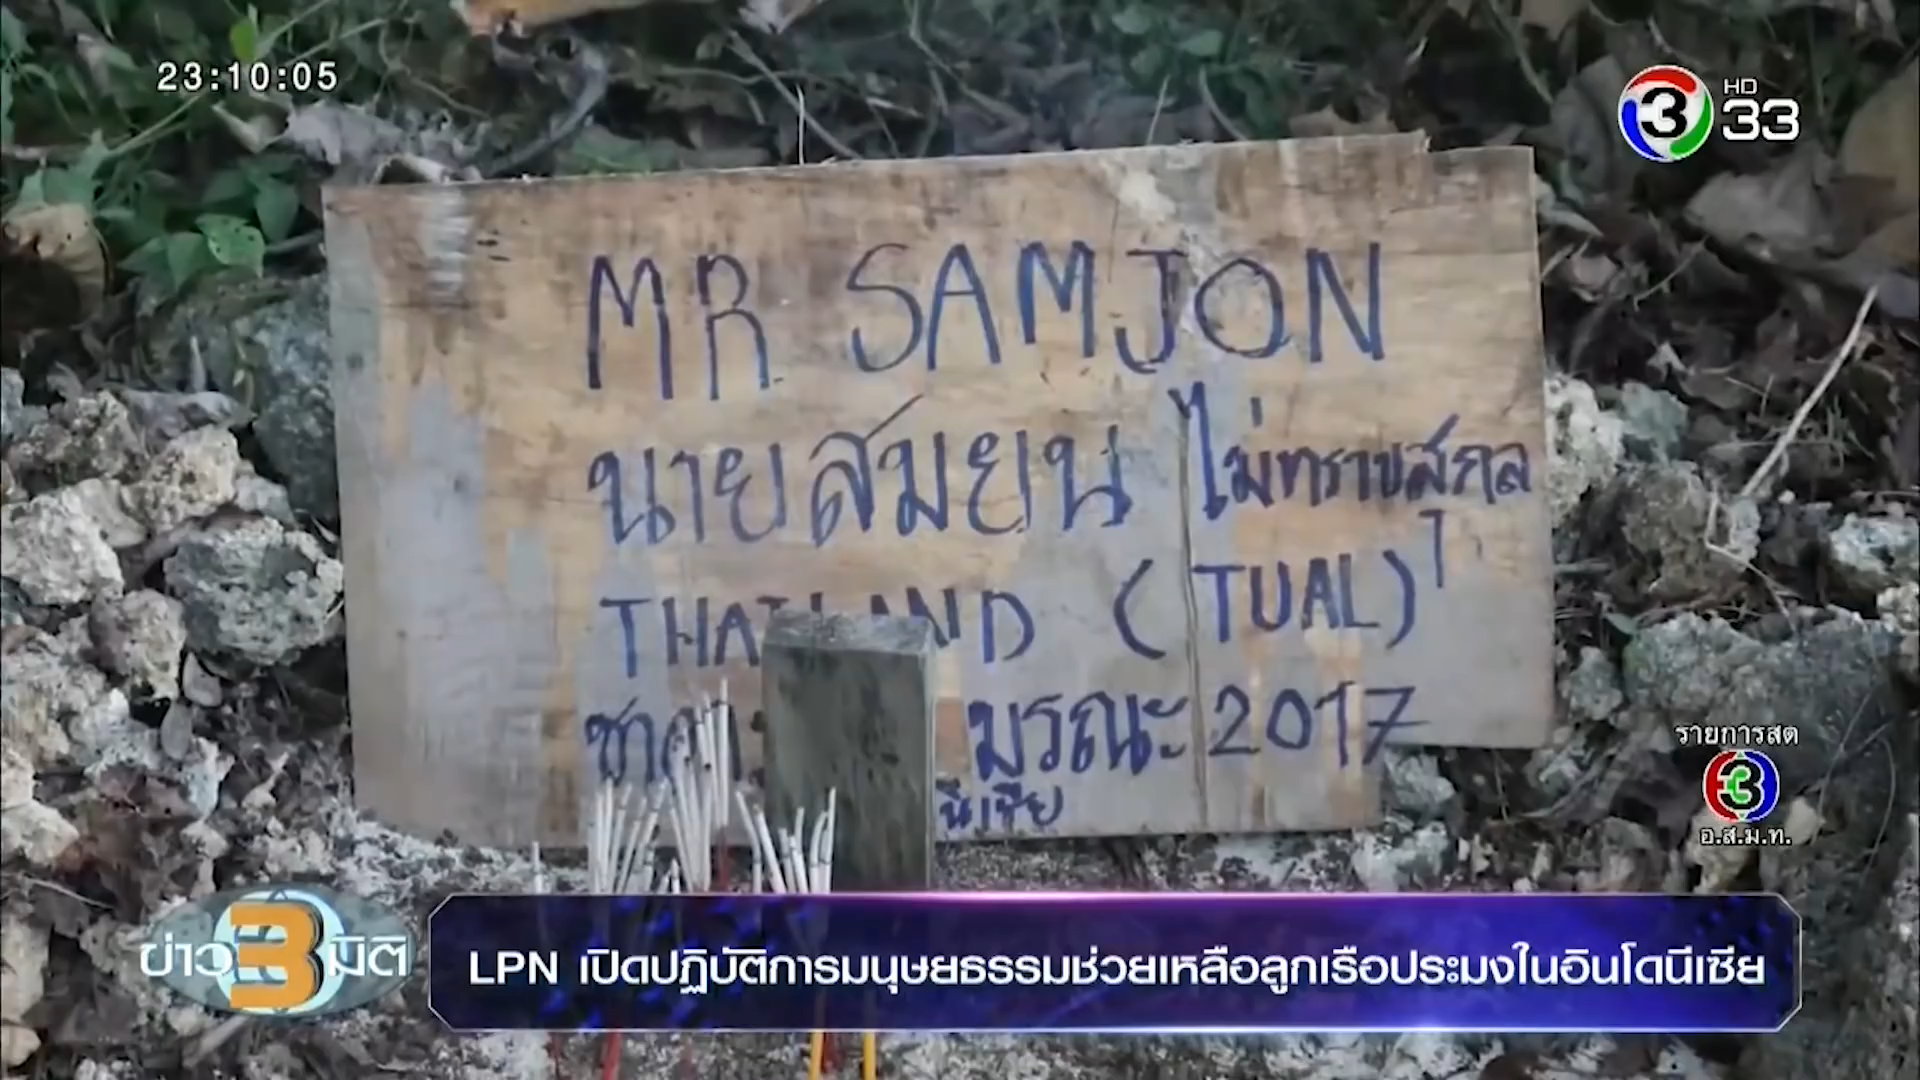 23:10:05
3 HD 33
MR SAMJON
นายสมยน ไม่ทราบสกุล
(TUAL)
มรณะ 2017
นีเซีย
รายการสด
3
อ.ส.ม.ท.
ข่าว 3 มิติ
LPN เปิดปฏิบัติการมนุษยธรรมช่วยเหลือลูกเรือประมงในอินโดนีเซีย